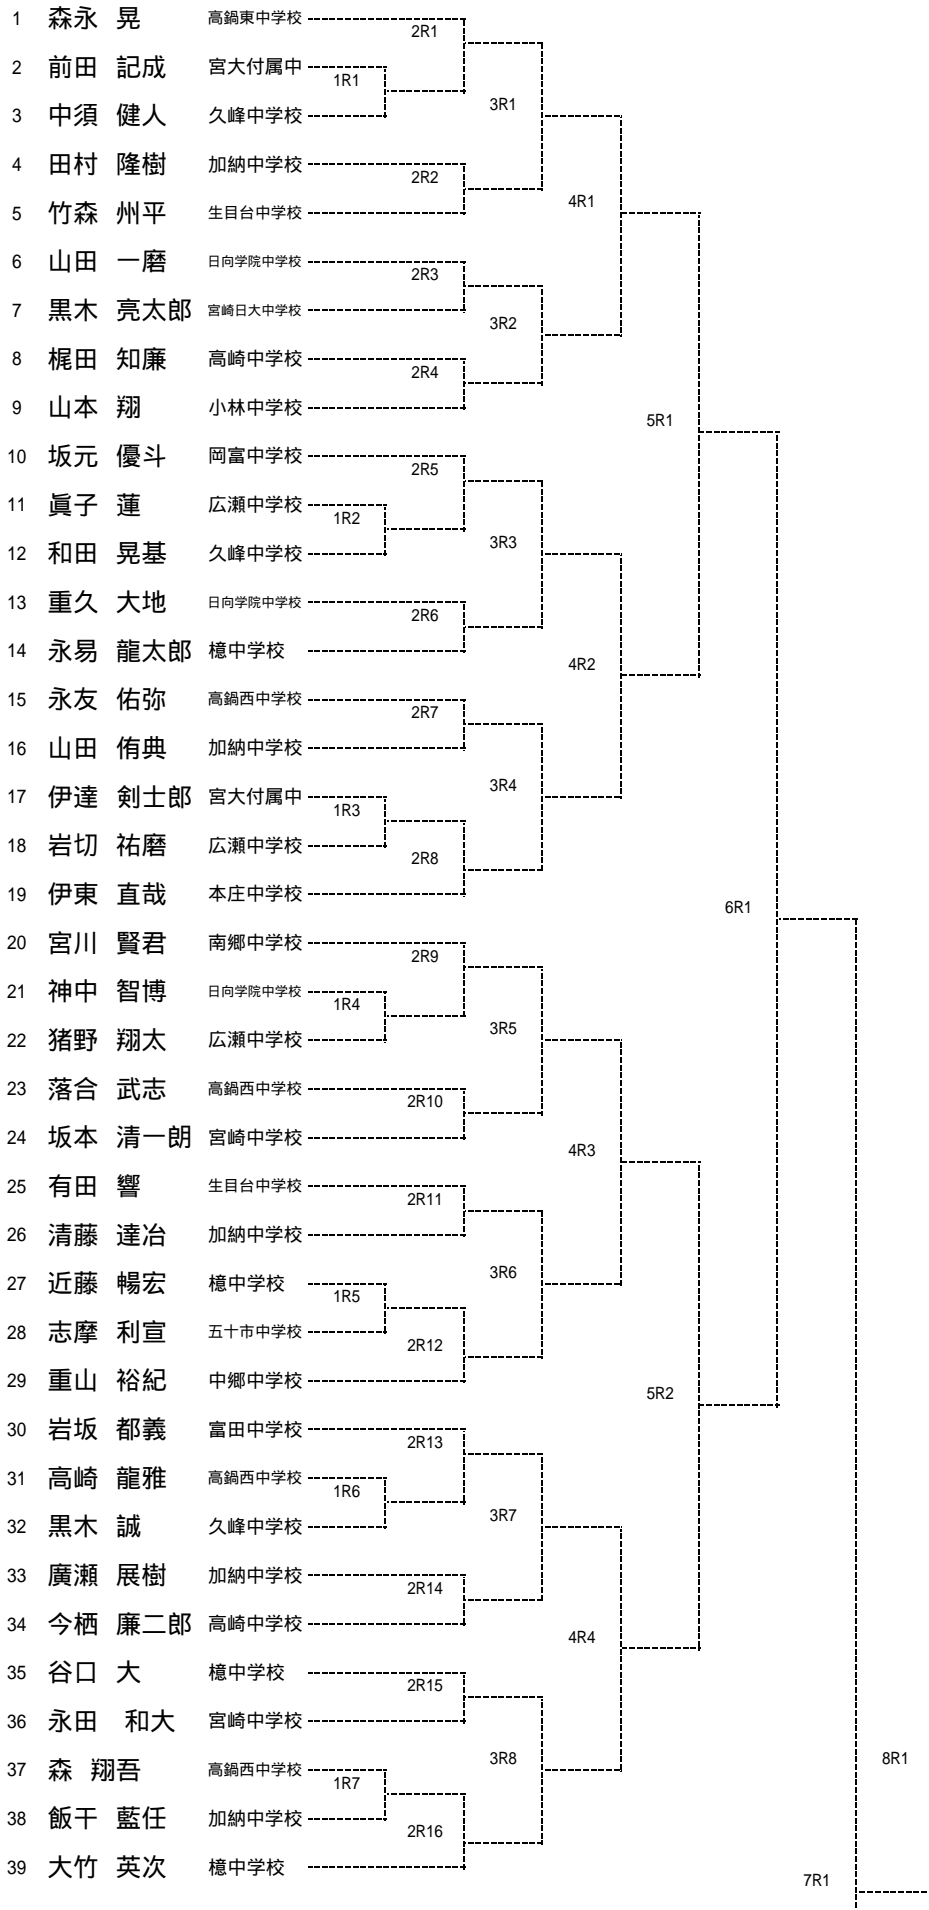 1 森永 晃 高鍋東中学校
2R1
2 前田 記成 宮大付属中
1R1
3R1
3 中須 健人 久峰中学校
4 田村 隆樹 加納中学校
2R2
4R1
5 竹森 州平 生目台中学校
6 山田 一磨 日向学院中学校
2R3
7 黒木 亮太郎 宮崎日大中学校
3R2
8 梶田 知廉 高崎中学校
2R4
9 山本 翔 小林中学校
5R1
10 坂元 優斗 岡富中学校
2R5
11 眞子 蓮 広瀬中学校
1R2
3R3
12 和田 晃基 久峰中学校
13 重久 大地 日向学院中学校
2R6
14 永易 龍太郎 檍中学校
4R2
15 永友 佑弥 高鍋西中学校
2R7
16 山田 侑典 加納中学校
3R4
17 伊達 剣士郎 宮大付属中
1R3
18 岩切 祐磨 広瀬中学校
2R8
19 伊東 直哉 本庄中学校
6R1
20 宮川 賢君 南郷中学校
2R9
21 神中 智博 日向学院中学校
1R4
3R5
22 猪野 翔太 広瀬中学校
23 落合 武志 高鍋西中学校
2R10
24 坂本 清一朗 宮崎中学校
4R3
25 有田 響 生目台中学校
2R11
26 清藤 達冶 加納中学校
3R6
27 近藤 暢宏 檍中学校
1R5
28 志摩 利宣 五十市中学校
2R12
29 重山 裕紀 中郷中学校
5R2
30 岩坂 都義 富田中学校
2R13
31 高崎 龍雅 高鍋西中学校
1R6
3R7
32 黒木 誠 久峰中学校
33 廣瀬 展樹 加納中学校
2R14
34 今栖 廉二郎 高崎中学校
4R4
35 谷口 大 檍中学校
2R15
36 永田 和大 宮崎中学校
3R8
8R1
37 森 翔吾 高鍋西中学校
1R7
38 飯干 藍任 加納中学校
2R16
39 大竹 英次 檍中学校
7R1